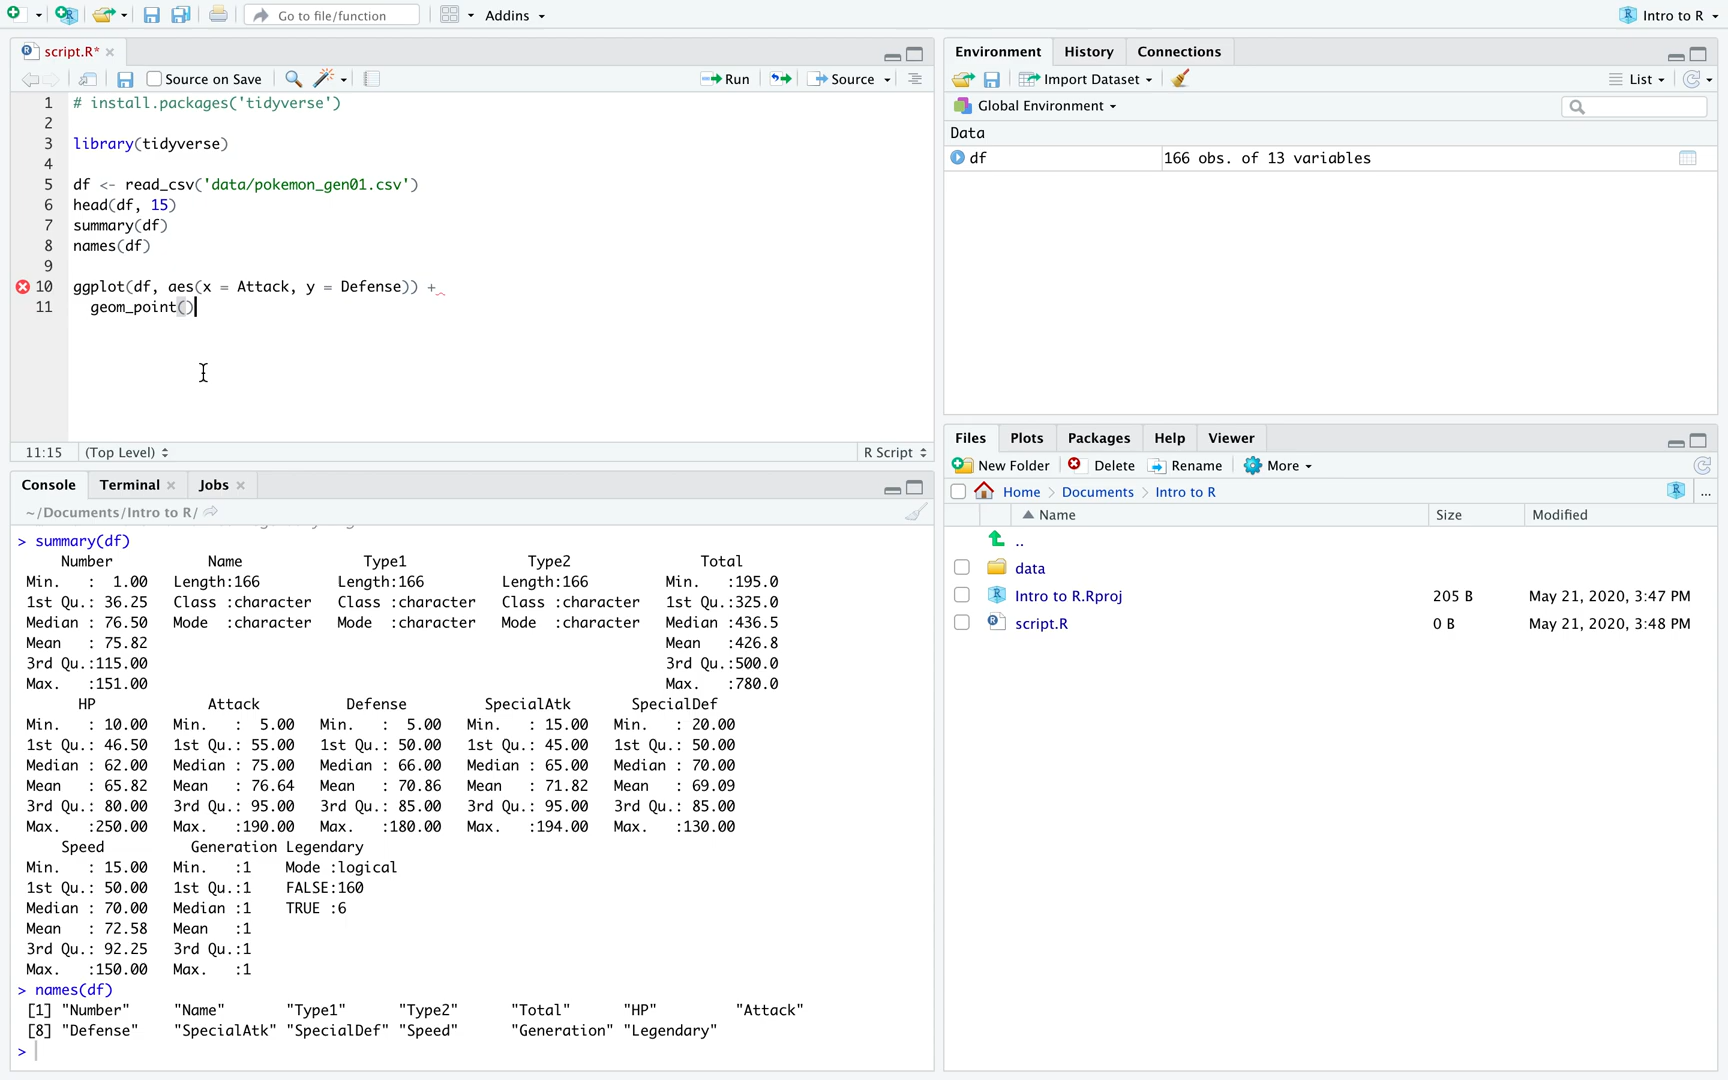 Go to file/function
Addins
Intro to R
script.R*
Source on Save
Run
Source
1 # install.packages('tidyverse')
2
3 library(tidyverse)
4
5 df <- read_csv('data/pokemon_gen01.csv')
6 head(df, 15)
7 summary(df)
8 names(df)
9
10 ggplot(df, aes(x = Attack, y = Defense)) +
11 geom_point()
11:15 (Top Level) R Script
Console Terminal Jobs
~/Documents/Intro to R/
> summary(df)
Number Name Type1 Type2 Total
Min. : 1.00 Length:166 Length:166 Length:166 Min. :195.0
1st Qu.: 36.25 Class :character Class :character Class :character 1st Qu.:325.0
Median : 76.50 Mode :character Mode :character Mode :character Median :436.5
Mean : 75.82 Mean :426.8
3rd Qu.:115.00 3rd Qu.:500.0
Max. :151.00 Max. :780.0
HP Attack Defense SpecialAtk SpecialDef
Min. : 10.00 Min. : 5.00 Min. : 5.00 Min. : 15.00 Min. : 20.00
1st Qu.: 46.50 1st Qu.: 55.00 1st Qu.: 50.00 1st Qu.: 45.00 1st Qu.: 50.00
Median : 62.00 Median : 75.00 Median : 66.00 Median : 65.00 Median : 70.00
Mean : 65.82 Mean : 76.64 Mean : 70.86 Mean : 71.82 Mean : 69.09
3rd Qu.: 80.00 3rd Qu.: 95.00 3rd Qu.: 85.00 3rd Qu.: 95.00 3rd Qu.: 85.00
Max. :250.00 Max. :190.00 Max. :180.00 Max. :194.00 Max. :130.00
Speed Generation Legendary
Min. : 15.00 Min. :1 Mode :logical
1st Qu.: 50.00 1st Qu.:1 FALSE:160
Median : 70.00 Median :1 TRUE :6
Mean : 72.58 Mean :1
3rd Qu.: 92.25 3rd Qu.:1
Max. :150.00 Max. :1
> names(df)
[1] "Number" "Name" "Type1" "Type2" "Total" "HP" "Attack"
[8] "Defense" "SpecialAtk" "SpecialDef" "Speed" "Generation" "Legendary"
>
Environment History Connections
Import Dataset List
Global Environment
Data
df 166 obs. of 13 variables
Files Plots Packages Help Viewer
New Folder Delete Rename More
Home > Documents > Intro to R ...
Name Size Modified
..
data
Intro to R.Rproj 205 B May 21, 2020, 3:47 PM
script.R 0 B May 21, 2020, 3:48 PM